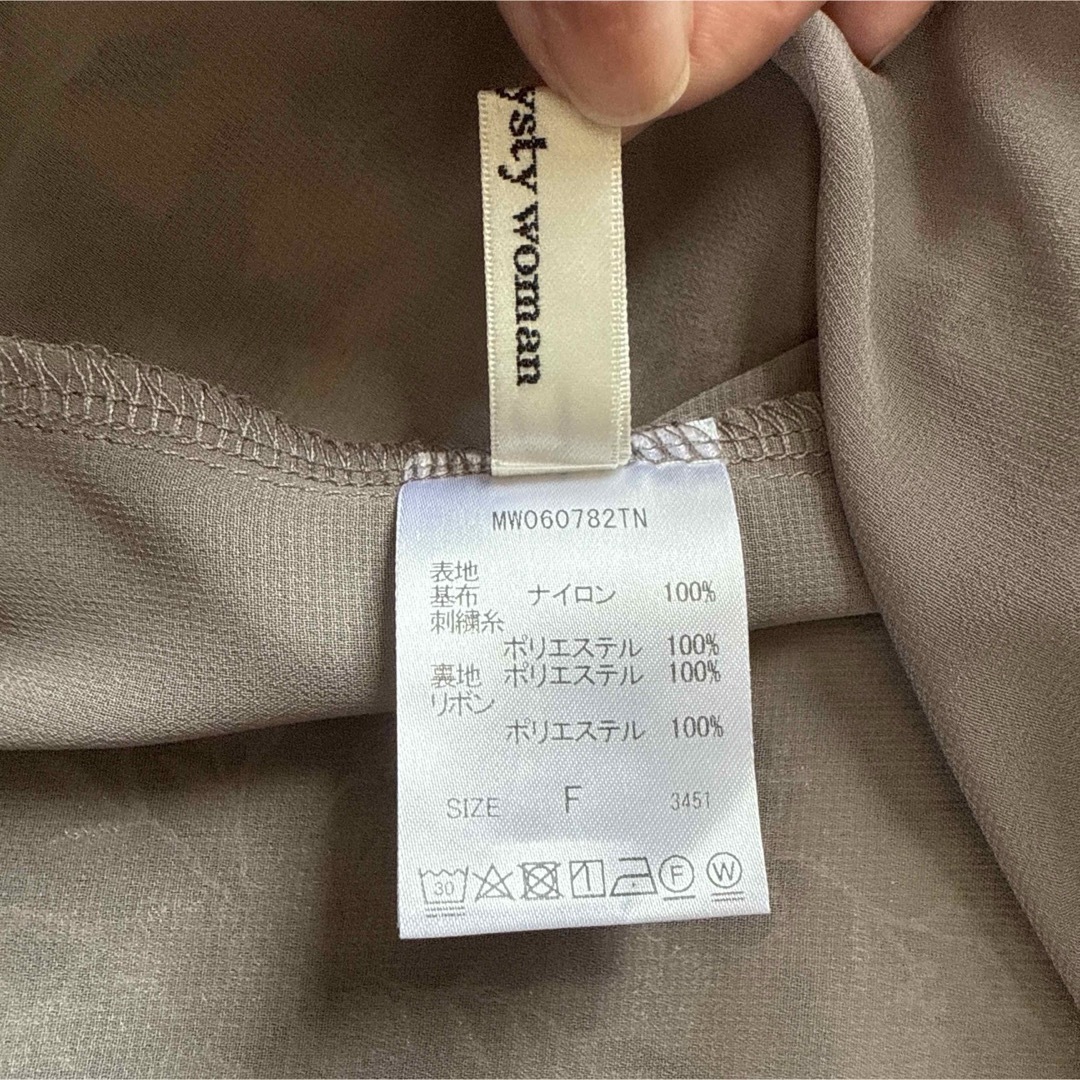 ysty woman
MW060782TN
表地
基布 ナイロン 100%
刺繍糸
ポリエステル 100%
裏地 ポリエステル 100%
リボン
ポリエステル 100%
SIZE F 3451
30 F W